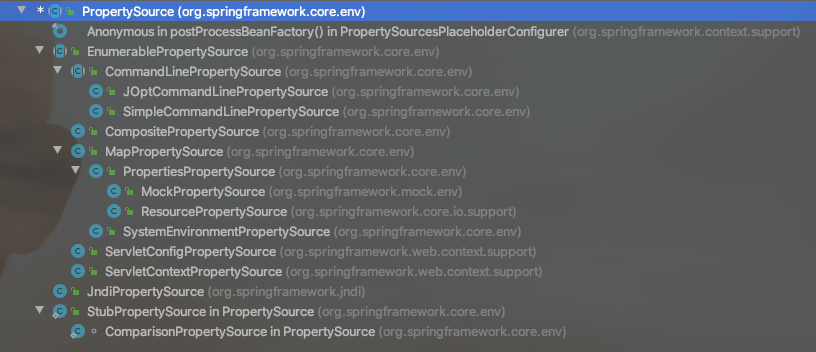 * PropertySource (org.springframework.core.env)
Anonymous in postProcessBeanFactory() in PropertySourcesPlaceholderConfigurer (org.springframework.context.support)
EnumerablePropertySource (org.springframework.core.env)
CommandLinePropertySource (org.springframework.core.env)
JOptCommandLinePropertySource (org.springframework.core.env)
SimpleCommandLinePropertySource (org.springframework.core.env)
CompositePropertySource (org.springframework.core.env)
MapPropertySource (org.springframework.core.env)
PropertiesPropertySource (org.springframework.core.env)
MockPropertySource (org.springframework.mock.env)
ResourcePropertySource (org.springframework.core.io.support)
SystemEnvironmentPropertySource (org.springframework.core.env)
ServletConfigPropertySource (org.springframework.web.context.support)
ServletContextPropertySource (org.springframework.web.context.support)
JndiPropertySource (org.springframework.jndi)
StubPropertySource in PropertySource (org.springframework.core.env)
ComparisonPropertySource in PropertySource (org.springframework.core.env)